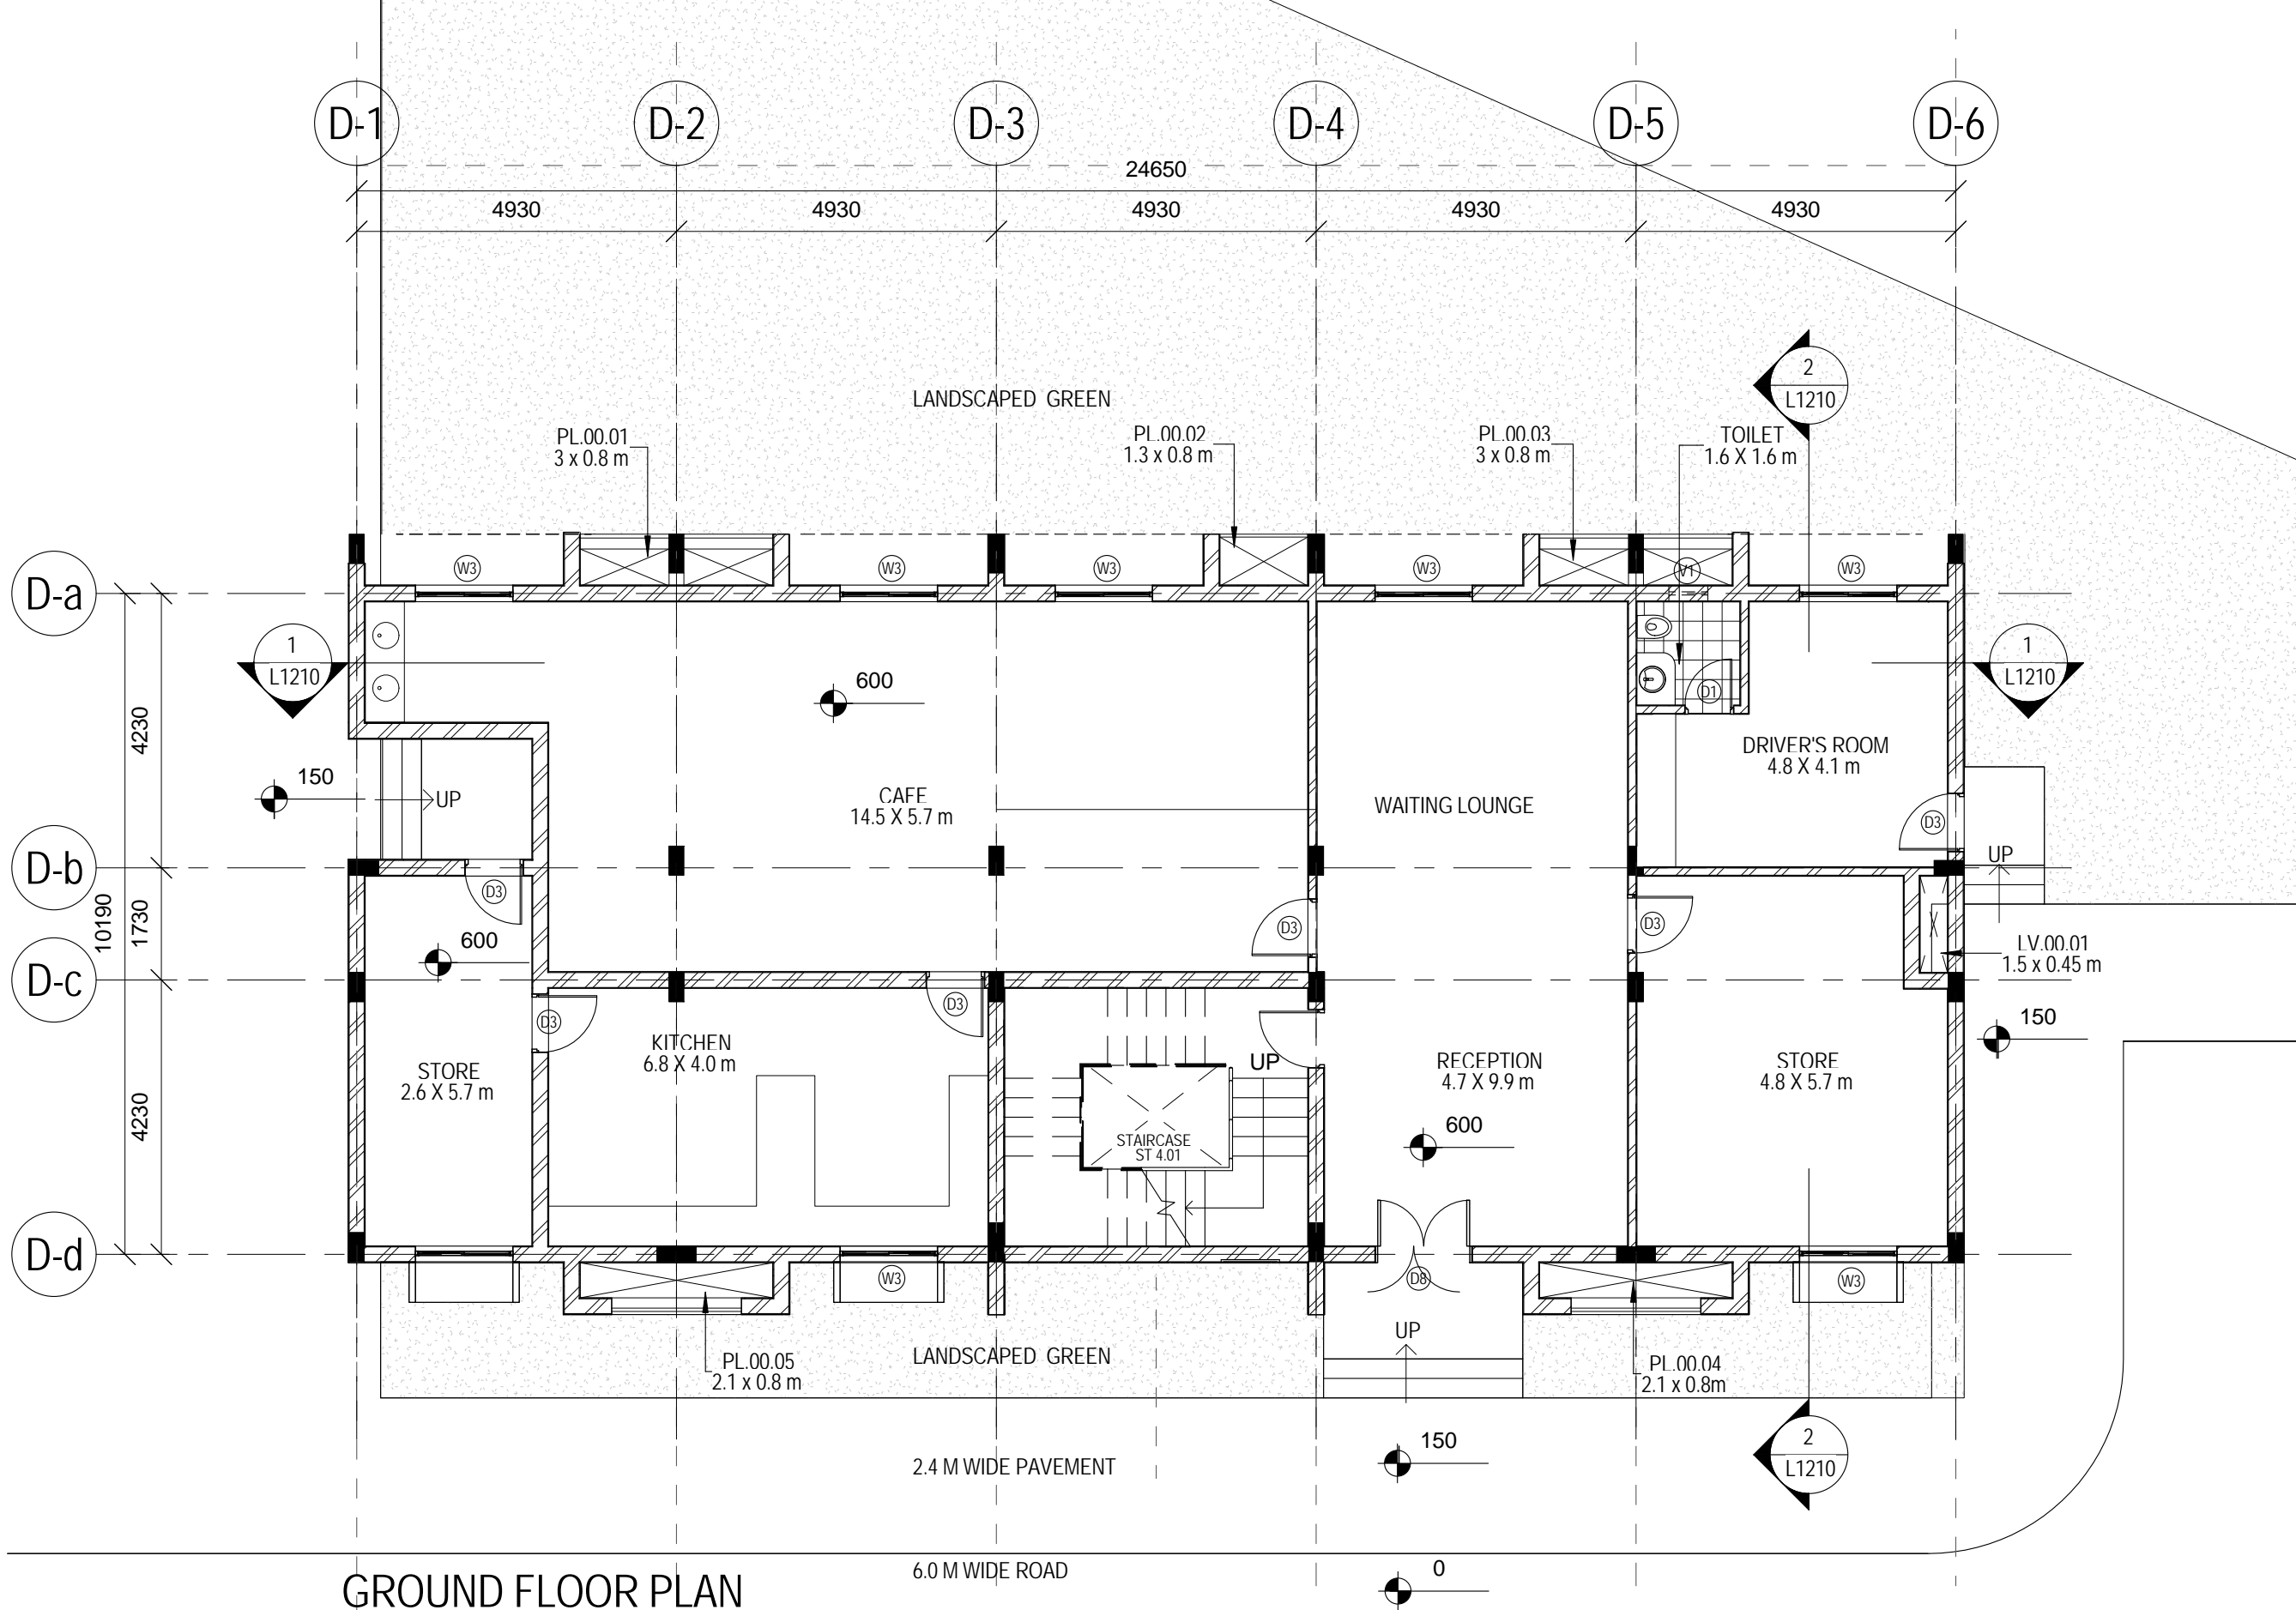 D-1
D-2
D-3
D-4
D-5
D-6
24650
4930
4930
4930
4930
4930
2
L1210
LANDSCAPED GREEN
PL.00.01
3 x 0.8 m
PL.00.02
1.3 x 0.8 m
PL.00.03
3 x 0.8 m
TOILET
1.6 X 1.6 m
W3
W3
W3
W3
V1
W3
D-a
1
L1210
1
L1210
600
D1
4230
150
UP
CAFE
14.5 X 5.7 m
WAITING LOUNGE
DRIVER'S ROOM
4.8 X 4.1 m
D3
UP
D-b
D3
10190
1730
600
D3
D3
LV.00.01
1.5 x 0.45 m
D-c
D3
D3
150
4230
STORE
2.6 X 5.7 m
KITCHEN
6.8 X 4.0 m
UP
STAIRCASE
ST 4.01
RECEPTION
4.7 X 9.9 m
600
STORE
4.8 X 5.7 m
D-d
W3
D8
W3
UP
PL.00.05
2.1 x 0.8 m
LANDSCAPED GREEN
PL.00.04
2.1 x 0.8m
150
2
L1210
2.4 M WIDE PAVEMENT
6.0 M WIDE ROAD
0
GROUND FLOOR PLAN